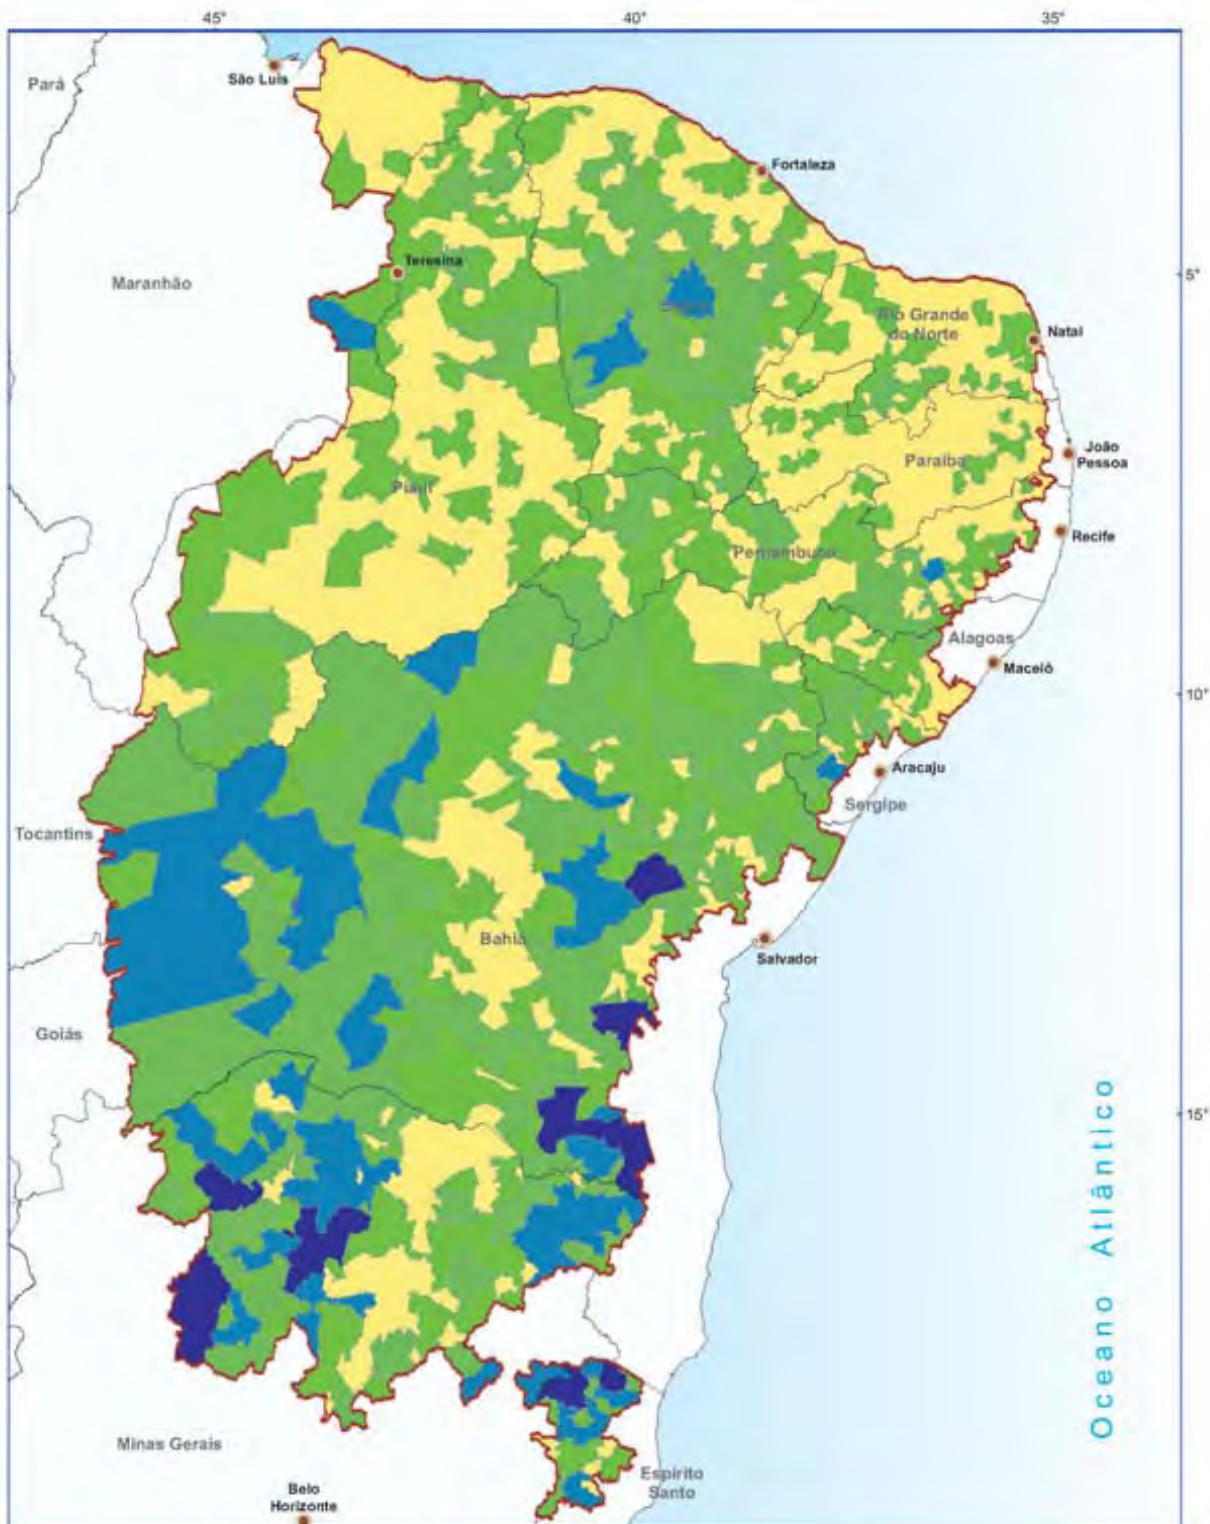 45°
40°
35°
São Luís
Pará
Fortaleza
Teresina
5°
Maranhão
Rio Grande
do Norte
Natal
João
Pessoa
Paraíba
Piauí
Recife
Pernambuco
Alagoas
Maceió
10°
Aracaju
Sergipe
Tocantins
Bahia
Salvador
Goiás
15°
Oceano Atlântico
Minas Gerais
Espírito
Santo
Belo
Horizonte